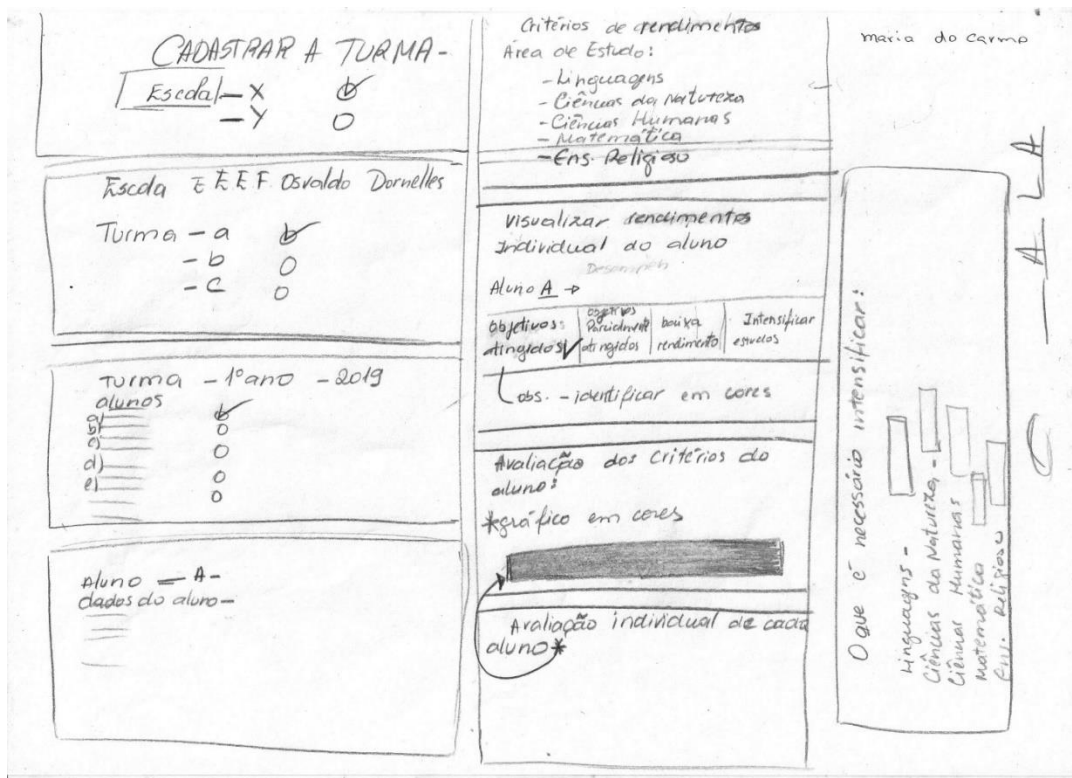 CADASTRAR A TURMA -
Escola - X
- Y
Escola E E E F. Osvaldo Dornelles
Turma - a
- b
- c
Turma - 1º ano - 2019
alunos
a)
b)
c)
d)
e)
Aluno - A -
dados do aluno -
Critérios de rendimentos
Área de Estudo:
- Linguagens
- Ciências da Natureza
- Ciências Humanas
- Matemática
- Ens. Religioso
Visualizar rendimentos
Individual do aluno
Desempeh
Aluno A →
Objetivos atingidos
Objetivos Parcialment atingidos
baixa rendimento
Intensificar estudos
obs. - identificar em cores
Avaliação dos critérios do
aluno:
*gráfico em cores
Avaliação individual de cada
aluno *
maria do carmo
O que é necessário intensificar:
Linguagens -
Ciências da Natureza -
Ciências Humanas
Matemática
Ens. Religioso
A L A